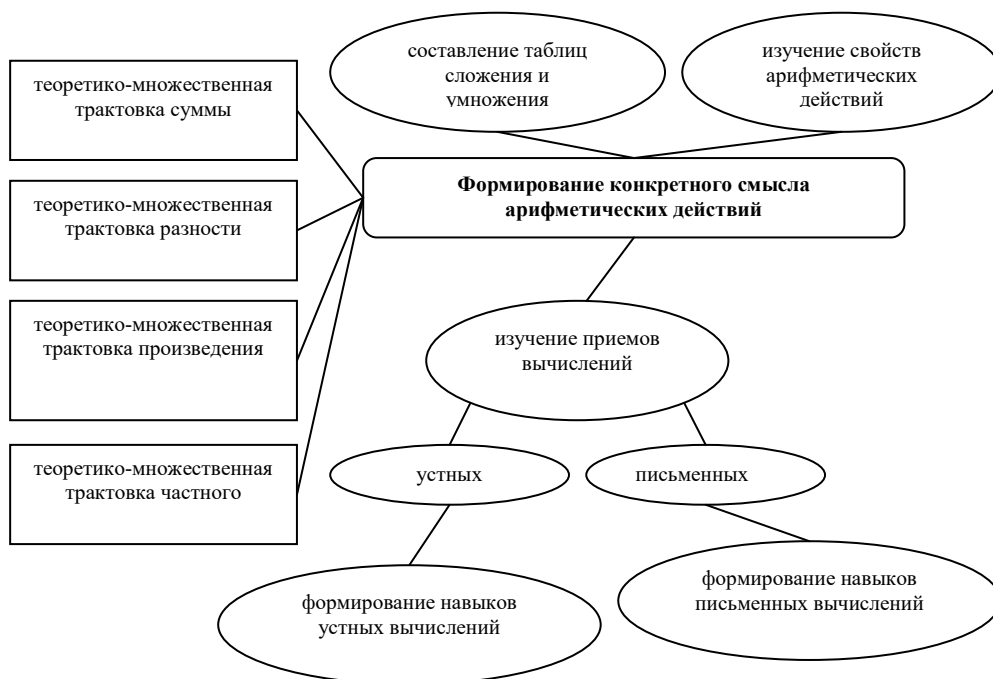 составление таблиц
сложения и
умножения
изучение свойств
арифметических
действий
теоретико-множественная
трактовка суммы
Формирование конкретного смысла
арифметических действий
теоретико-множественная
трактовка разности
теоретико-множественная
трактовка произведения
изучение приемов
вычислений
теоретико-множественная
трактовка частного
устных
письменных
формирование навыков
устных вычислений
формирование навыков
письменных вычислений